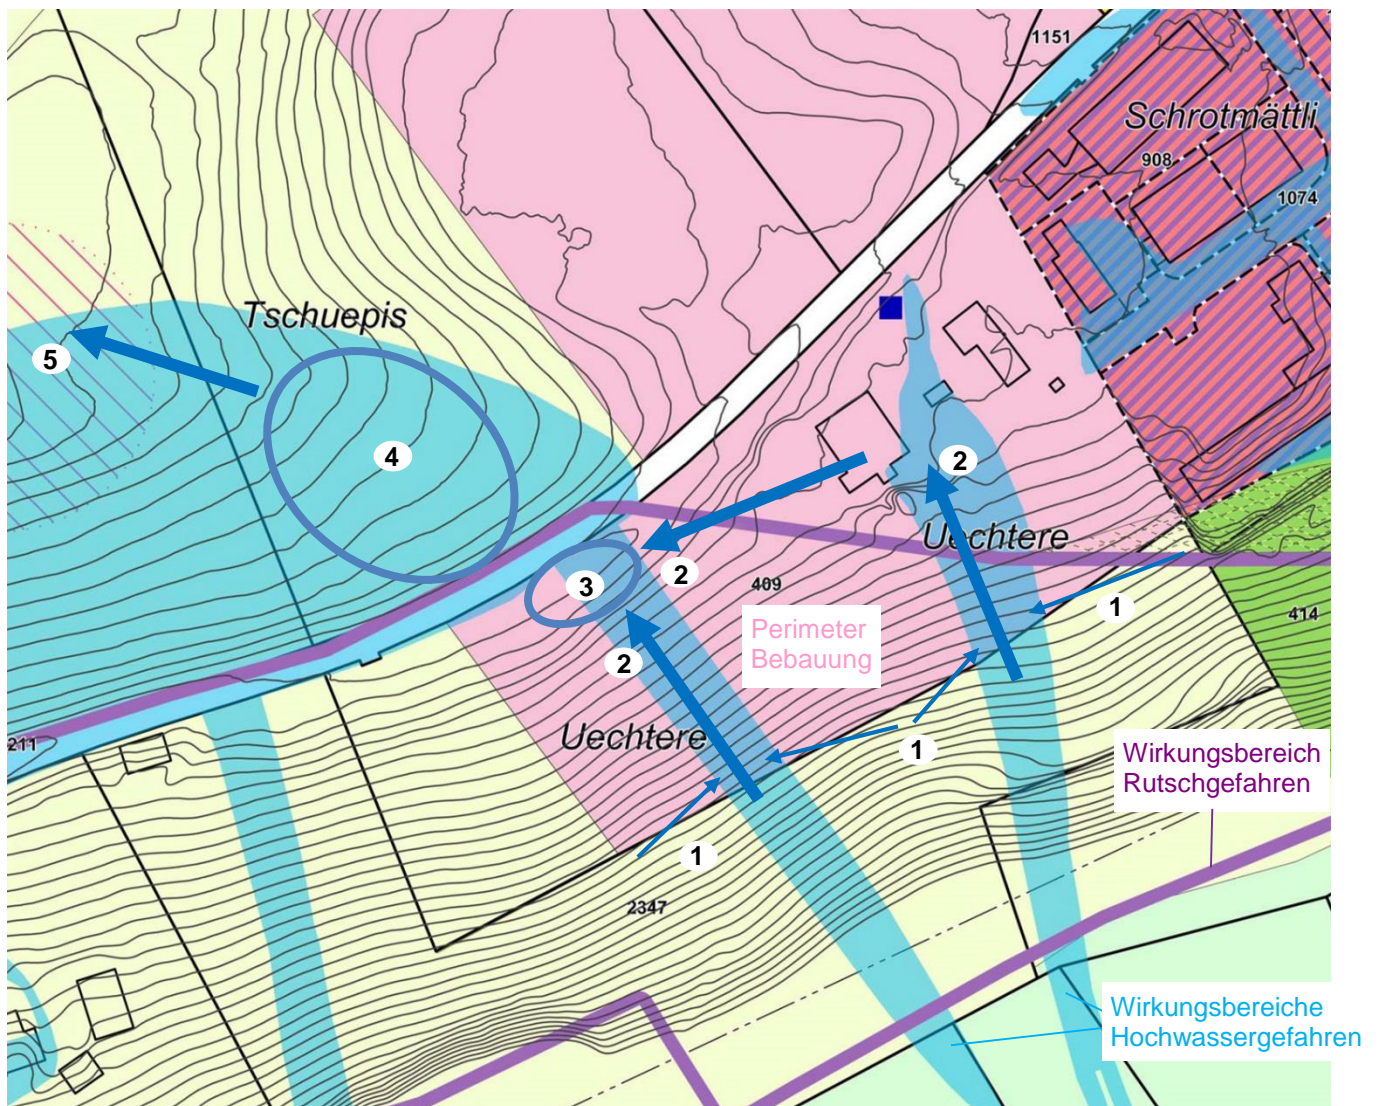 1151
Schrotmättli
908
1074
Tschuepis
5
4
2
Uechtere
2
3
409
1
414
Perimeter
Bebauung
2
Uechtere
211
1
Wirkungsbereich
Rutschgefahren
1
2347
Wirkungsbereiche
Hochwassergefahren